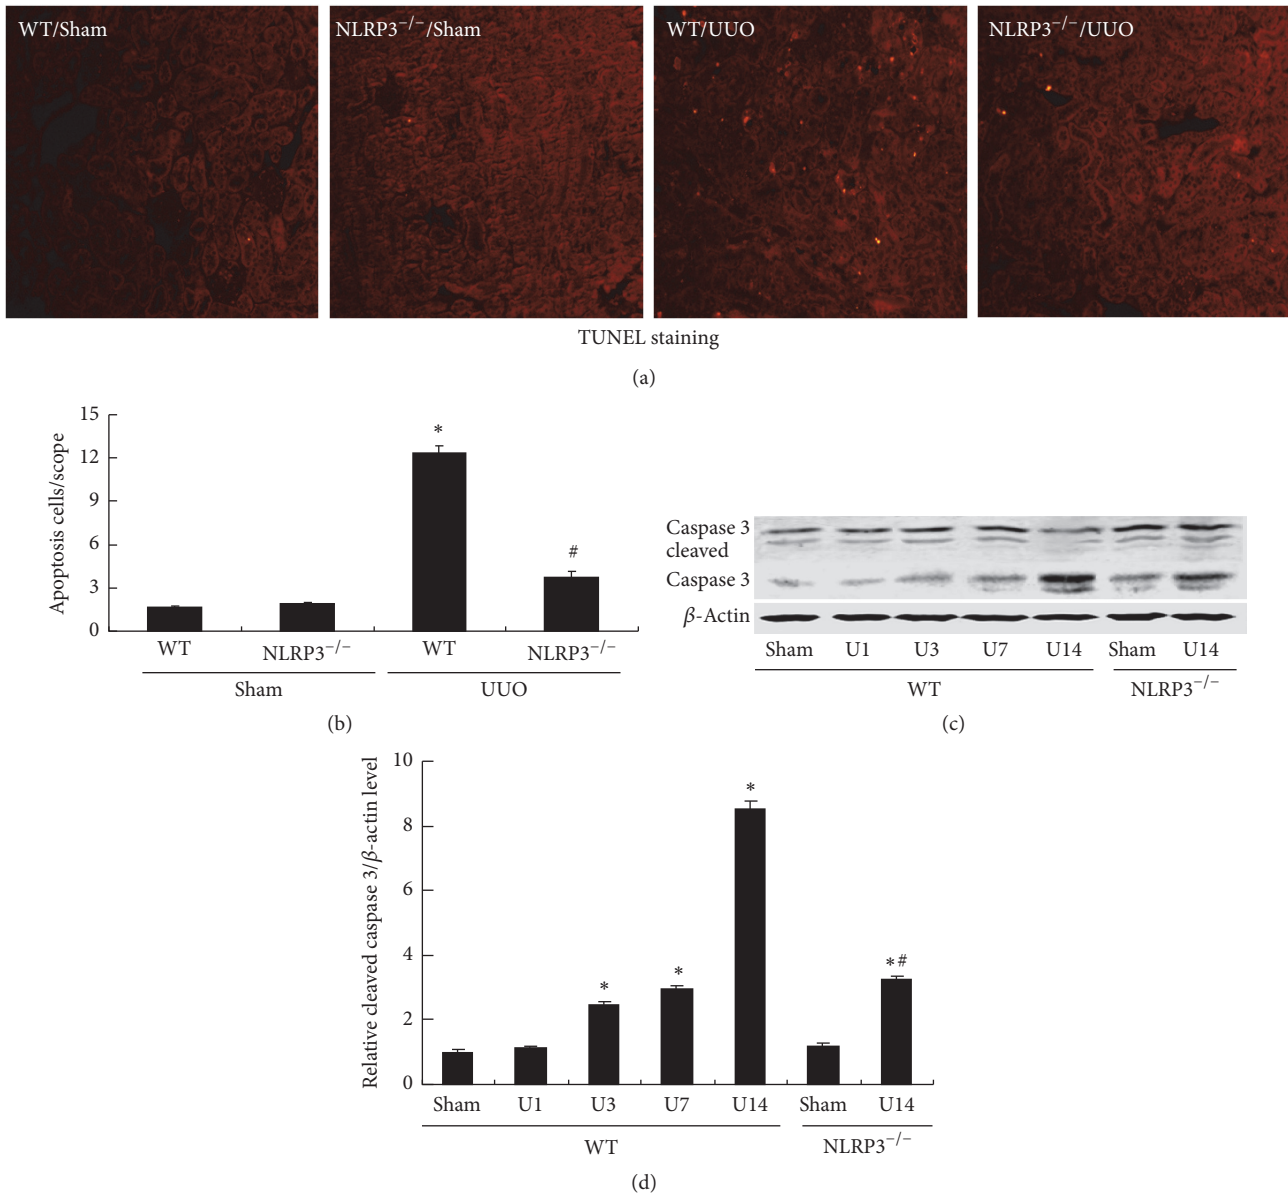 WT/Sham
NLRP3−/−/Sham
WT/UUO
NLRP3−/−/UUO
TUNEL staining
(a)
15
12
9
6
3
0
Apoptosis cells/scope
*
#
WT
NLRP3−/−
WT
NLRP3−/−
Sham
UUO
(b)
Caspase 3
cleaved
Caspase 3
β-Actin
Sham U1 U3 U7 U14 Sham U14
WT
NLRP3−/−
(c)
10
8
6
4
2
0
Relative cleaved caspase 3/β-actin level
*
*
*
*#
Sham U1 U3 U7 U14 Sham U14
WT
NLRP3−/−
(d)